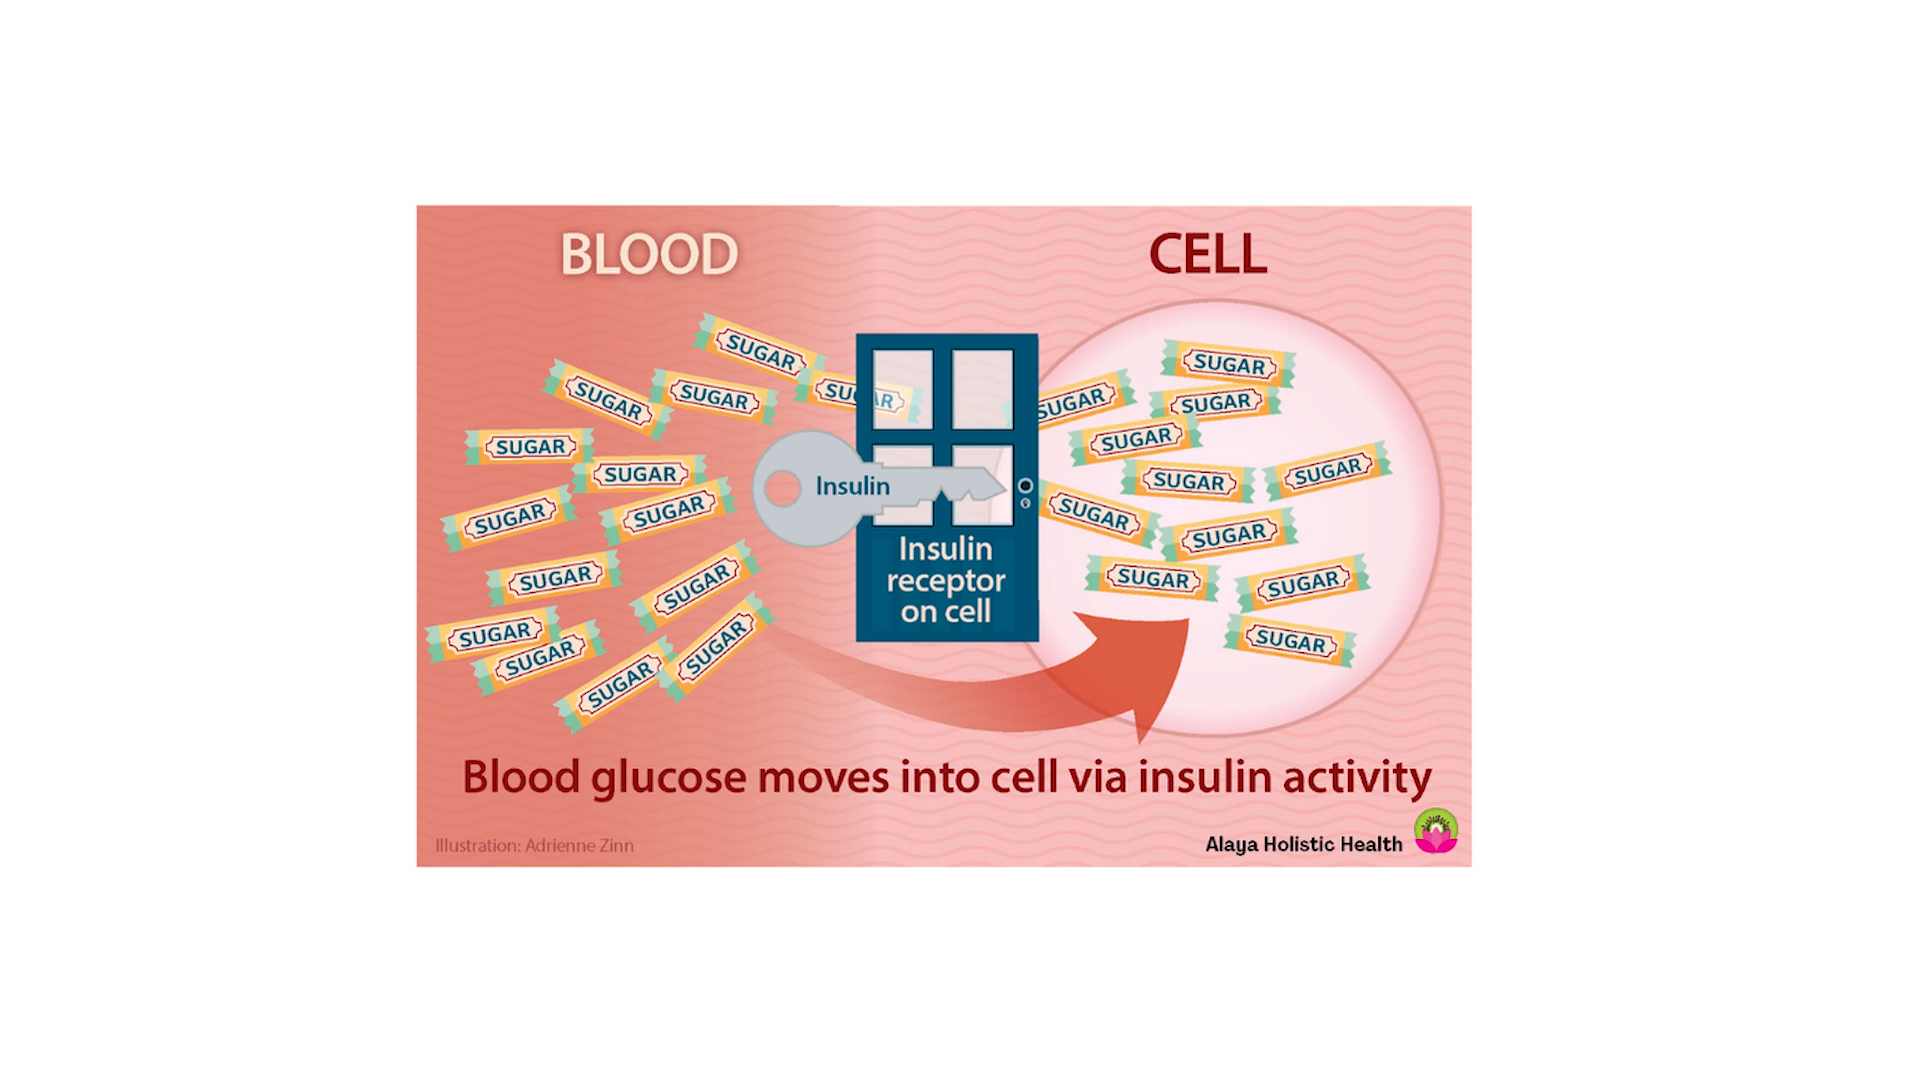 BLOOD
CELL
SUGAR
SUGAR
SUGAR
SUGAR
SUGAR
SUGAR
SUGAR
SUGAR
SUGAR
SUGAR
SUGAR
SUGAR
SUGAR
SUGAR
Insulin
Insulin
receptor
on cell
SUGAR
SUGAR
SUGAR
SUGAR
SUGAR
SUGAR
SUGAR
SUGAR
SUGAR
SUGAR
SUGAR
Blood glucose moves into cell via insulin activity
Illustration: Adrienne Zinn
Alaya Holistic Health